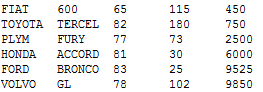 FIAT 600 65 115 450
TOYOTA TERCEL 82 180 750
PLYM FURY 77 73 2500
HONDA ACCORD 81 30 6000
FORD BRONCO 83 25 9525
VOLVO GL 78 102 9850